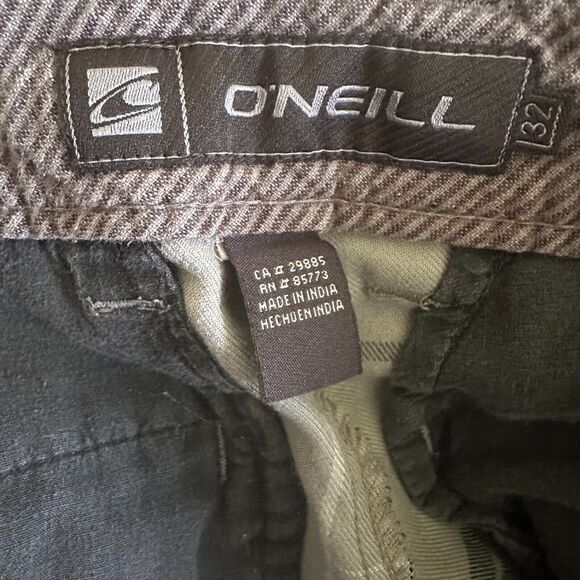 O'NEILL
32
CA # 29885
RN # 85773
MADE IN INDIA
HECHO EN INDIA